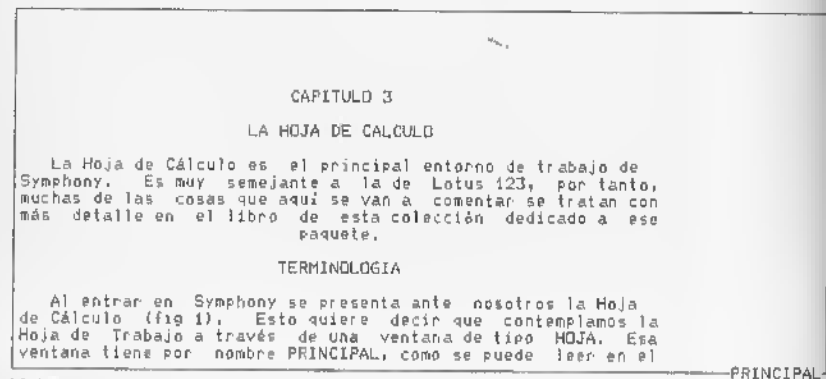 CAPITULO 3
LA HOJA DE CALCULO
La Hoja de Cálculo es el principal entorno de trabajo de
Symphony. Es muy semejante a la de Lotus 123, por tanto,
muchas de las cosas que aquí se van a comentar se tratan con
más detalle en el libro de esta colección dedicado a ese
paquete.
TERMINOLOGIA
Al entrar en Symphony se presenta ante nosotros la Hoja
de Cálculo (fig 1). Esto quiere decir que contemplamos la
Hoja de Trabajo a través de una ventana de tipo HOJA. Esa
ventana tiene por nombre PRINCIPAL, como se puede leer en el
PRINCIPAL